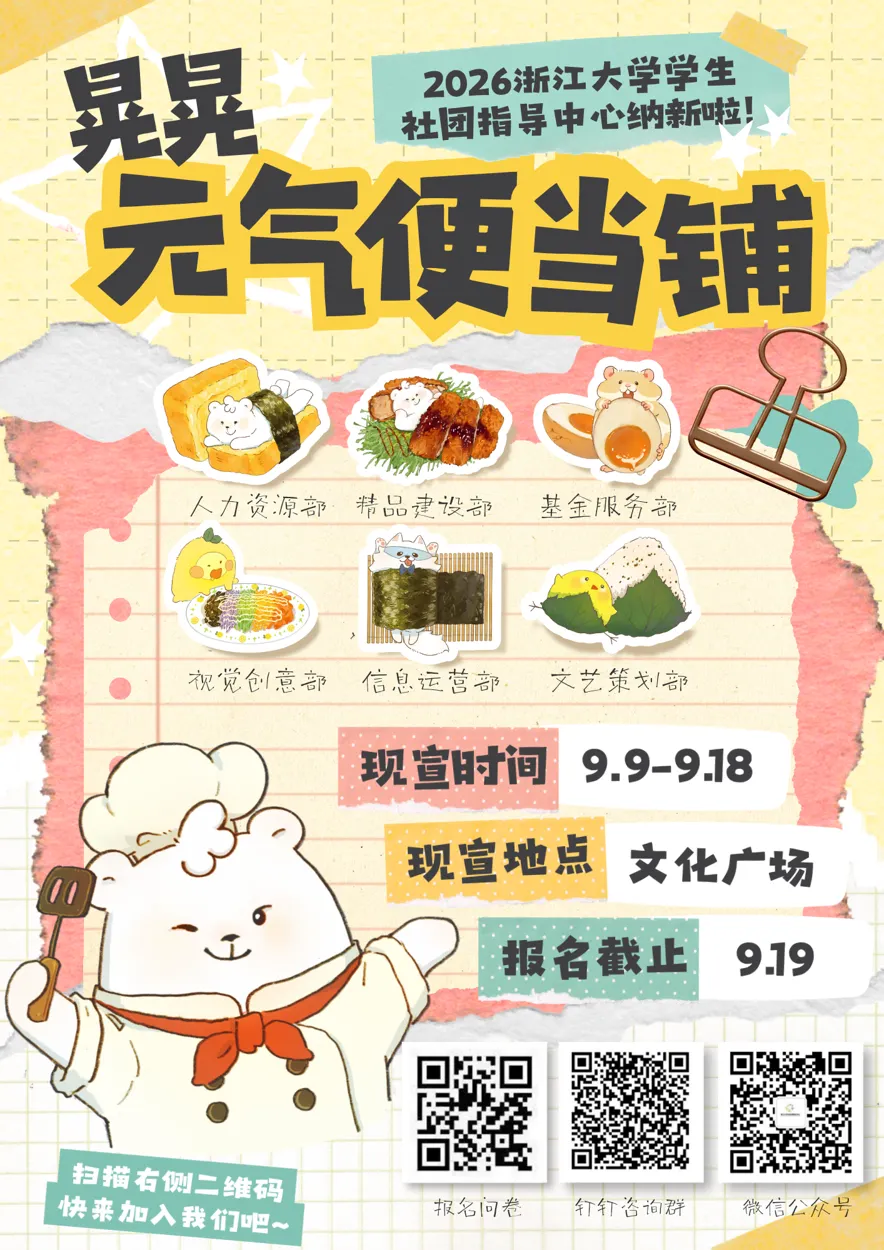 晃晃
2026浙江大学学生
社团指导中心纳新啦!
元气便当铺
人力资源部 精品建设部 基金服务部
视觉创意部 信息运营部 文艺策划部
现宣时间 9.9-9.18
现宣地点 文化广场
报名截止 9.19
扫描右侧二维码
快来加入我们吧~
报名问卷 钉钉咨询群 微信公众号